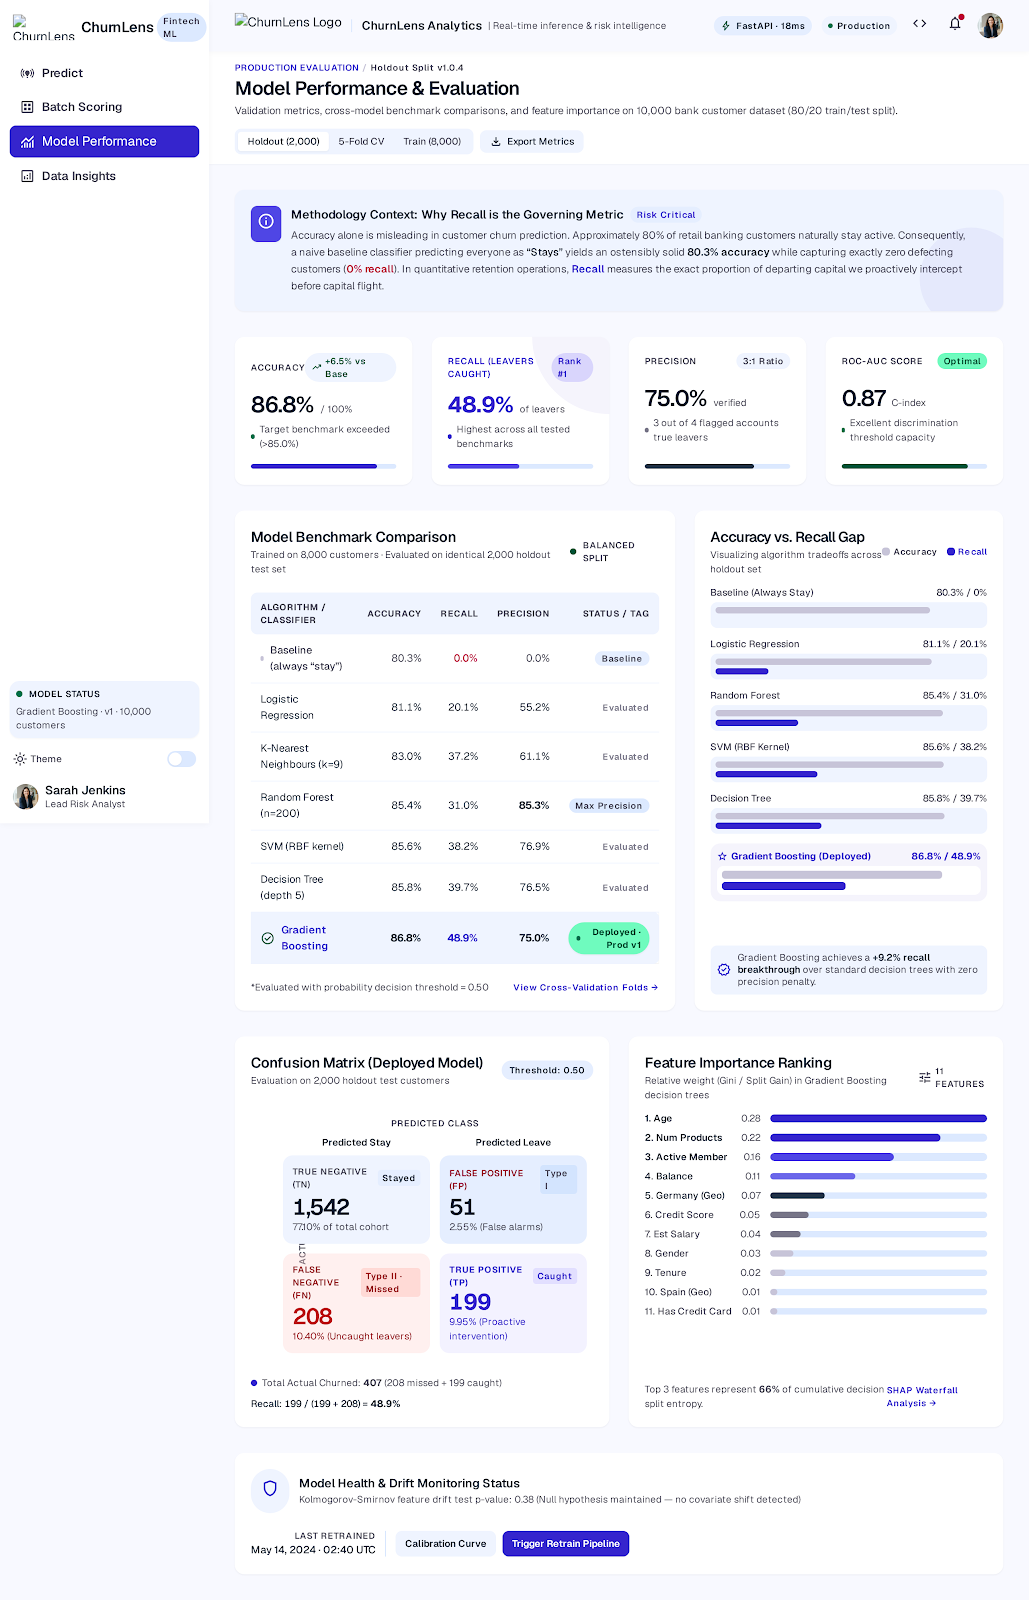 ChurnLens
ChurnLens
Fintech
ML
Predict
Batch Scoring
Model Performance
Data Insights
MODEL STATUS
Gradient Boosting · v1 · 10,000
customers
Theme
Sarah Jenkins
Lead Risk Analyst
ChurnLens Logo
ChurnLens Analytics
| Real-time inference & risk intelligence
FastAPI · 18ms
Production
PRODUCTION EVALUATION / Holdout Split v1.0.4
Model Performance & Evaluation
Validation metrics, cross-model benchmark comparisons, and feature importance on 10,000 bank customer dataset (80/20 train/test split).
Holdout (2,000)
5-Fold CV
Train (8,000)
Export Metrics
Methodology Context: Why Recall is the Governing Metric
Risk Critical
Accuracy alone is misleading in customer churn prediction. Approximately 80% of retail banking customers naturally stay active. Consequently,
a naive baseline classifier predicting everyone as “Stays” yields an ostensibly solid 80.3% accuracy while capturing exactly zero defecting
customers (0% recall). In quantitative retention operations, Recall measures the exact proportion of departing capital we proactively intercept
before capital flight.
ACCURACY
+6.5% vs
Base
86.8% / 100%
Target benchmark exceeded
(>85.0%)
RECALL (LEAVERS
CAUGHT)
Rank
#1
48.9% of leavers
Highest across all tested
benchmarks
PRECISION
3:1 Ratio
75.0% verified
3 out of 4 flagged accounts
true leavers
ROC-AUC SCORE
Optimal
0.87 C-index
Excellent discrimination
threshold capacity
Model Benchmark Comparison
Trained on 8,000 customers · Evaluated on identical 2,000 holdout
test set
BALANCED
SPLIT
ALGORITHM /
CLASSIFIER
ACCURACY RECALL PRECISION STATUS / TAG
Baseline
(always “stay”)
80.3% 0.0% 0.0% Baseline
Logistic
Regression
81.1% 20.1% 55.2% Evaluated
K-Nearest
Neighbours (k=9)
83.0% 37.2% 61.1% Evaluated
Random Forest
(n=200)
85.4% 31.0% 85.3% Max Precision
SVM (RBF kernel) 85.6% 38.2% 76.9% Evaluated
Decision Tree
(depth 5)
85.8% 39.7% 76.5% Evaluated
Gradient
Boosting
86.8% 48.9% 75.0%
Deployed ·
Prod v1
*Evaluated with probability decision threshold = 0.50
View Cross-Validation Folds →
Accuracy vs. Recall Gap
Visualizing algorithm tradeoffs across
holdout set
Accuracy
Recall
Baseline (Always Stay) 80.3% / 0%
Logistic Regression 81.1% / 20.1%
Random Forest 85.4% / 31.0%
SVM (RBF Kernel) 85.6% / 38.2%
Decision Tree 85.8% / 39.7%
Gradient Boosting (Deployed) 86.8% / 48.9%
Gradient Boosting achieves a +9.2% recall
breakthrough over standard decision trees with zero
precision penalty.
Confusion Matrix (Deployed Model)
Evaluation on 2,000 holdout test customers
Threshold: 0.50
PREDICTED CLASS
Predicted Stay
Predicted Leave
TRUE NEGATIVE
(TN)
Stayed
1,542
77.10% of total cohort
FALSE POSITIVE
(FP)
Type
I
51
2.55% (False alarms)
FALSE
NEGATIVE
(FN)
Type II ·
Missed
208
10.40% (Uncaught leavers)
TRUE POSITIVE
(TP)
Caught
199
9.95% (Proactive
intervention)
Total Actual Churned: 407 (208 missed + 199 caught)
Recall: 199 / (199 + 208) = 48.9%
Feature Importance Ranking
Relative weight (Gini / Split Gain) in Gradient Boosting
decision trees
11
FEATURES
1. Age 0.28
2. Num Products 0.22
3. Active Member 0.16
4. Balance 0.11
5. Germany (Geo) 0.07
6. Credit Score 0.05
7. Est Salary 0.04
8. Gender 0.03
9. Tenure 0.02
10. Spain (Geo) 0.01
11. Has Credit Card 0.01
Top 3 features represent 66% of cumulative decision
split entropy.
SHAP Waterfall
Analysis →
Model Health & Drift Monitoring Status
Kolmogorov-Smirnov feature drift test p-value: 0.38 (Null hypothesis maintained — no covariate shift detected)
LAST RETRAINED
May 14, 2024 · 02:40 UTC
Calibration Curve
Trigger Retrain Pipeline